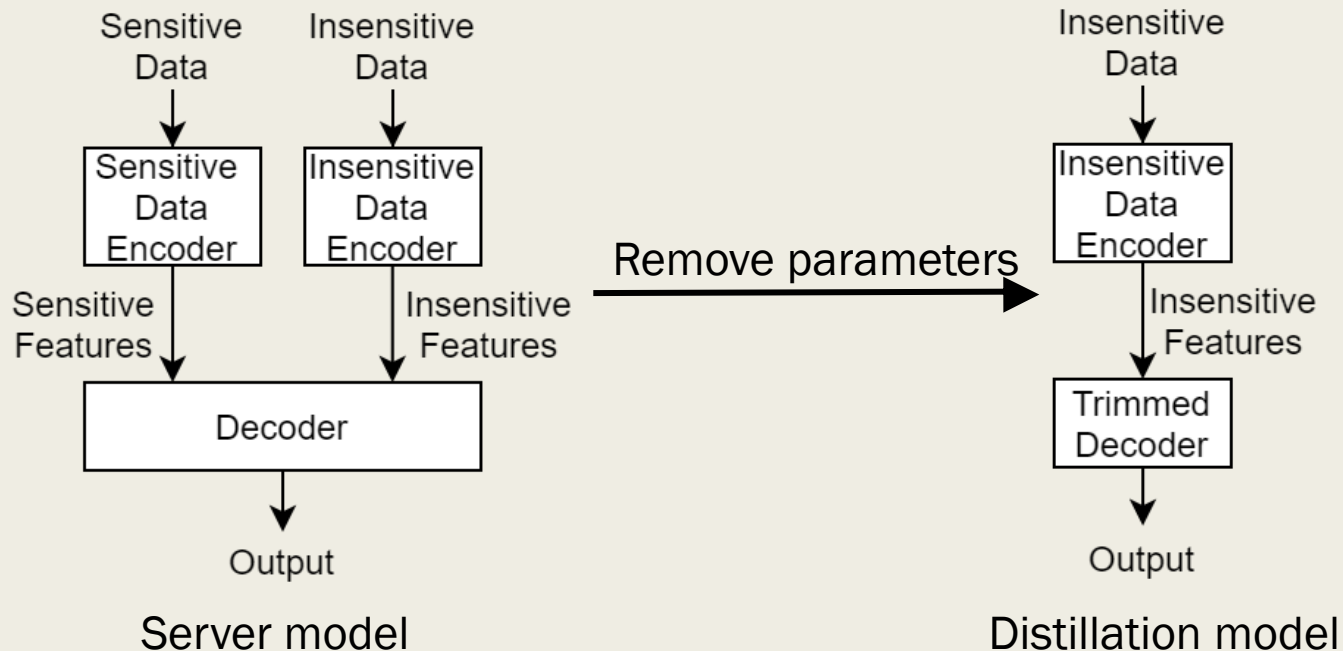 Sensitive
Data
Insensitive
Data
Sensitive
Data
Encoder
Insensitive
Data
Encoder
Sensitive
Features
Insensitive
Features
Decoder
Output
Server model
Remove parameters
Insensitive
Data
Insensitive
Data
Encoder
Insensitive
Features
Trimmed
Decoder
Output
Distillation model